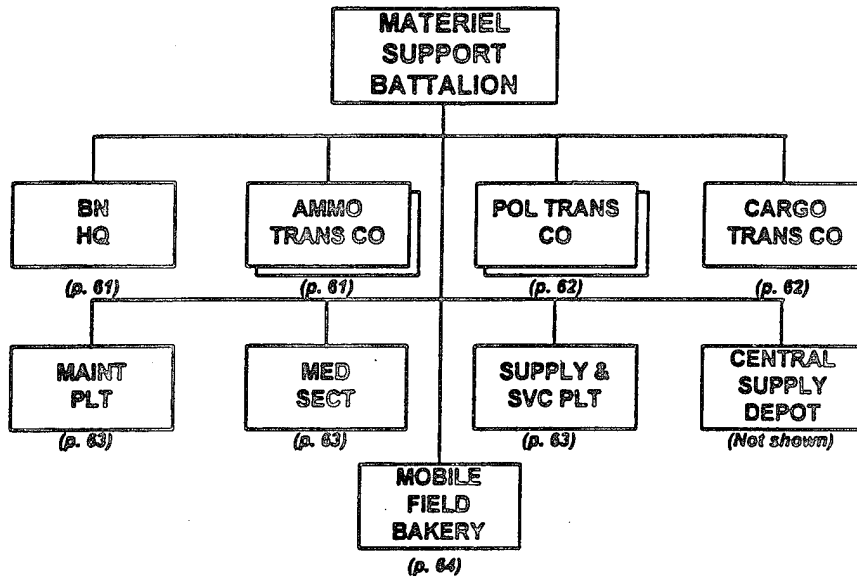 MATERIEL
SUPPORT
BATTALION
BN
HQ
(p. 61)
AMMO
TRANS CO
(p. 61)
POL TRANS
CO
(p. 62)
CARGO
TRANS CO
(p. 62)
MAINT
PLT
(p. 63)
MED
SECT
(p. 63)
SUPPLY &
SVC PLT
(p. 63)
CENTRAL
SUPPLY
DEPOT
(Not shown)
MOBILE
FIELD
BAKERY
(p. 64)